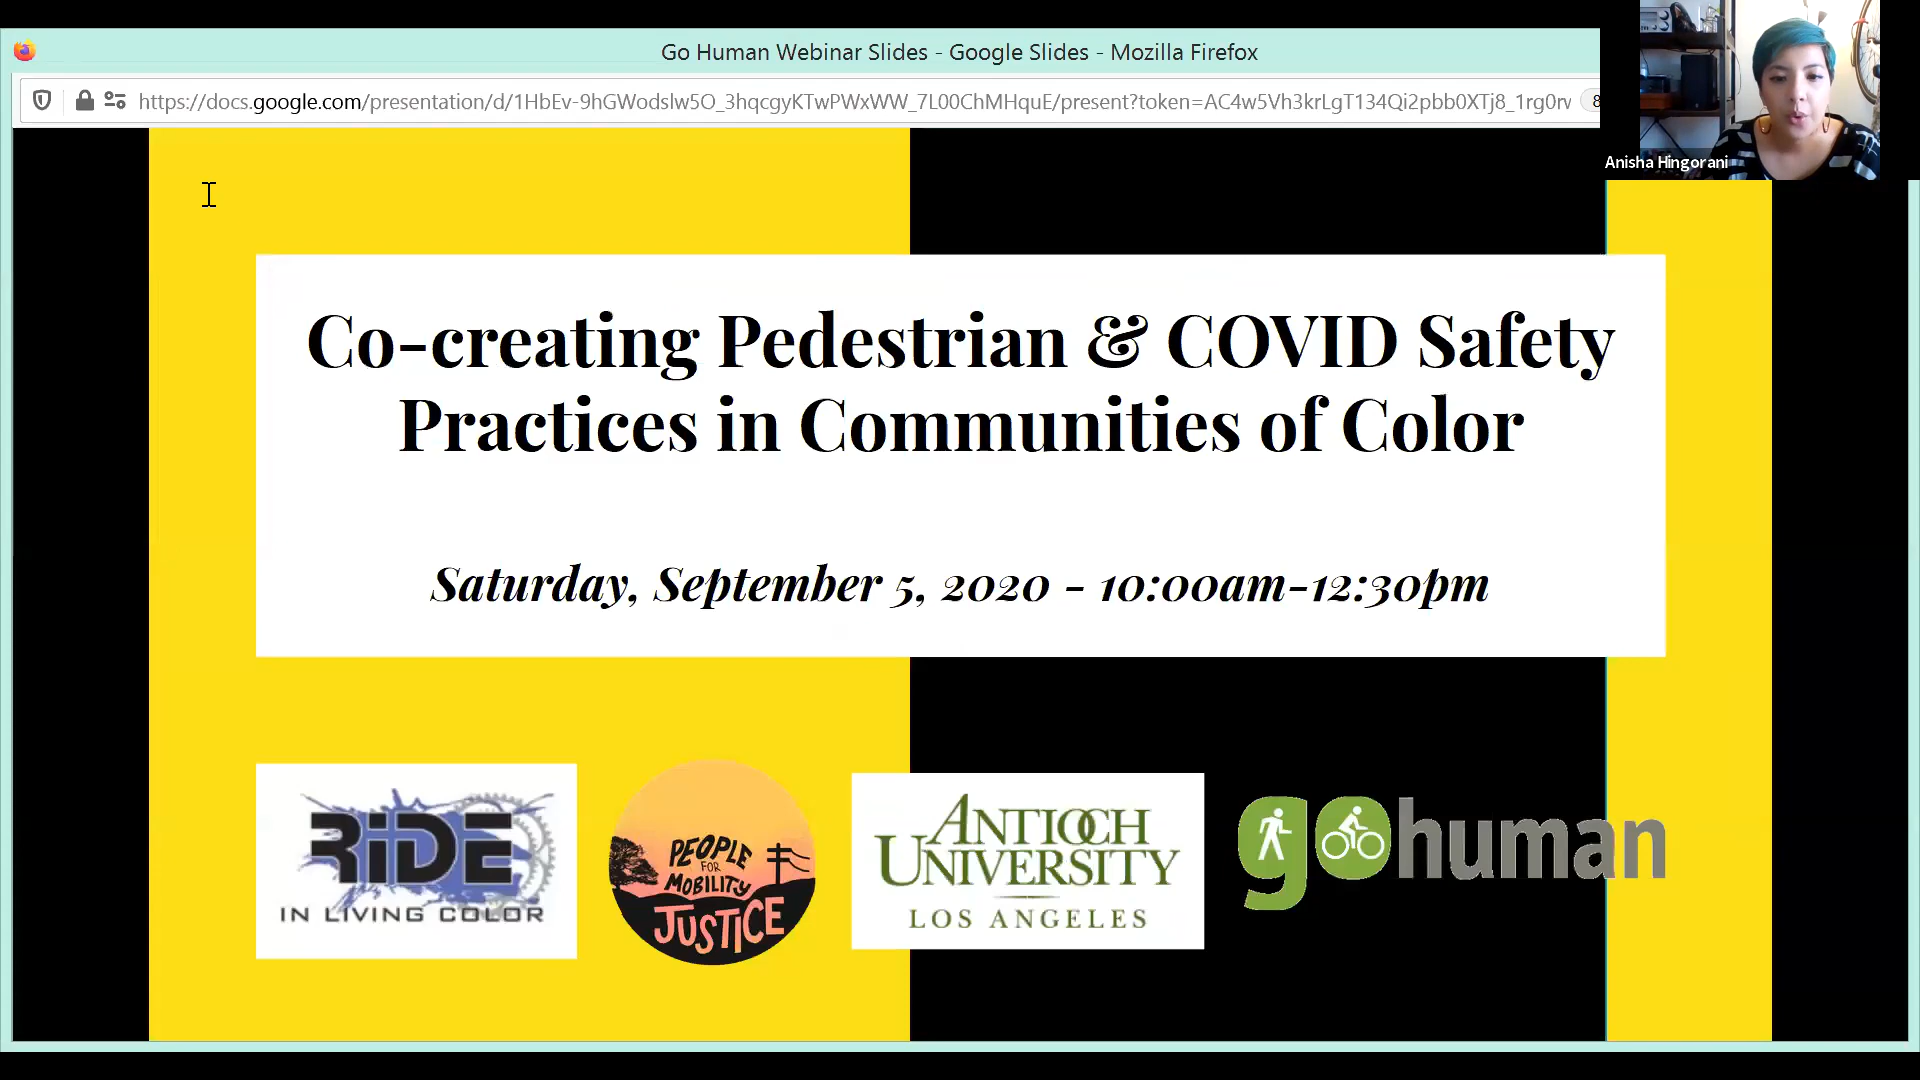 Go Human Webinar Slides - Google Slides - Mozilla Firefox
https://docs.google.com/presentation/d/1HbEv-9hGWodslw5O_3hqcgyKTwPWxWW_7L00ChMHquE/present?token=AC4w5Vh3krLgT134Qi2pbb0XTj8_1rg0rv
8
Anisha Hingorani
Co-creating Pedestrian & COVID Safety
Practices in Communities of Color
Saturday, September 5, 2020 - 10:00am-12:30pm
RiDE
IN LIVING COLOR
PEOPLE
FOR
MOBILITY
JUSTICE
ANTIOCH
UNIVERSITY
LOS ANGELES
gohuman